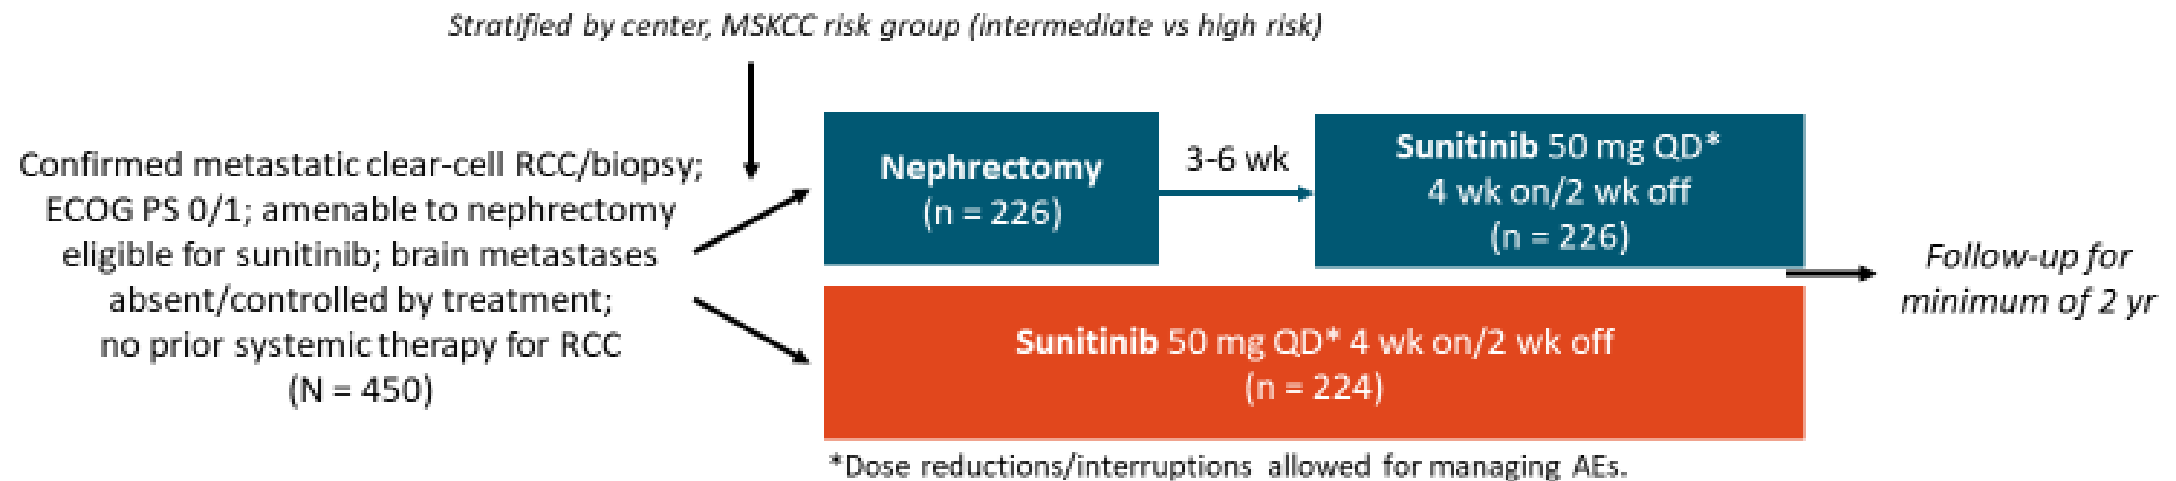 Stratified by center, MSKCC risk group (intermediate vs high risk)
Confirmed metastatic clear-cell RCC/biopsy;
ECOG PS 0/1; amenable to nephrectomy
eligible for sunitinib; brain metastases
absent/controlled by treatment;
no prior systemic therapy for RCC
(N = 450)
Nephrectomy
(n = 226)
3-6 wk
Sunitinib 50 mg QD*
4 wk on/2 wk off
(n = 226)
Sunitinib 50 mg QD* 4 wk on/2 wk off
(n = 224)
Follow-up for
minimum of 2 yr
*Dose reductions/interruptions allowed for managing AEs.